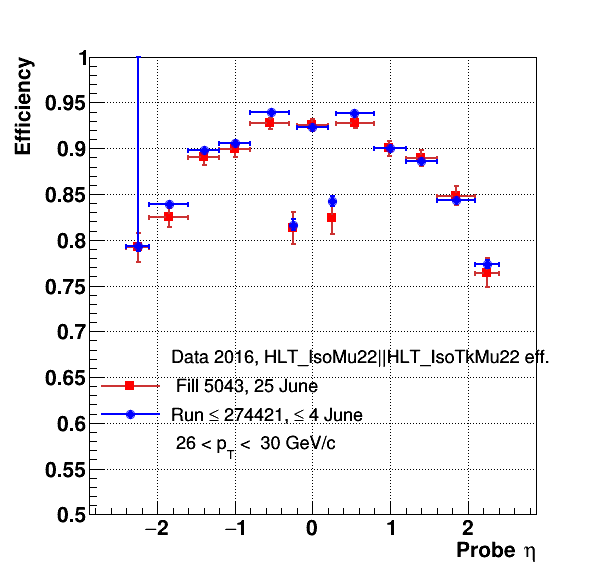 Efficiency
1
0.95
0.9
0.85
0.8
0.75
0.7
0.65
0.6
0.55
0.5
Data 2016, HLT_IsoMu22||HLT_IsoTkMu22 eff.
Fill 5043, 25 June
Run ≤ 274421, ≤ 4 June
26 < p_T < 30 GeV/c
−2 −1 0 1 2
Probe η